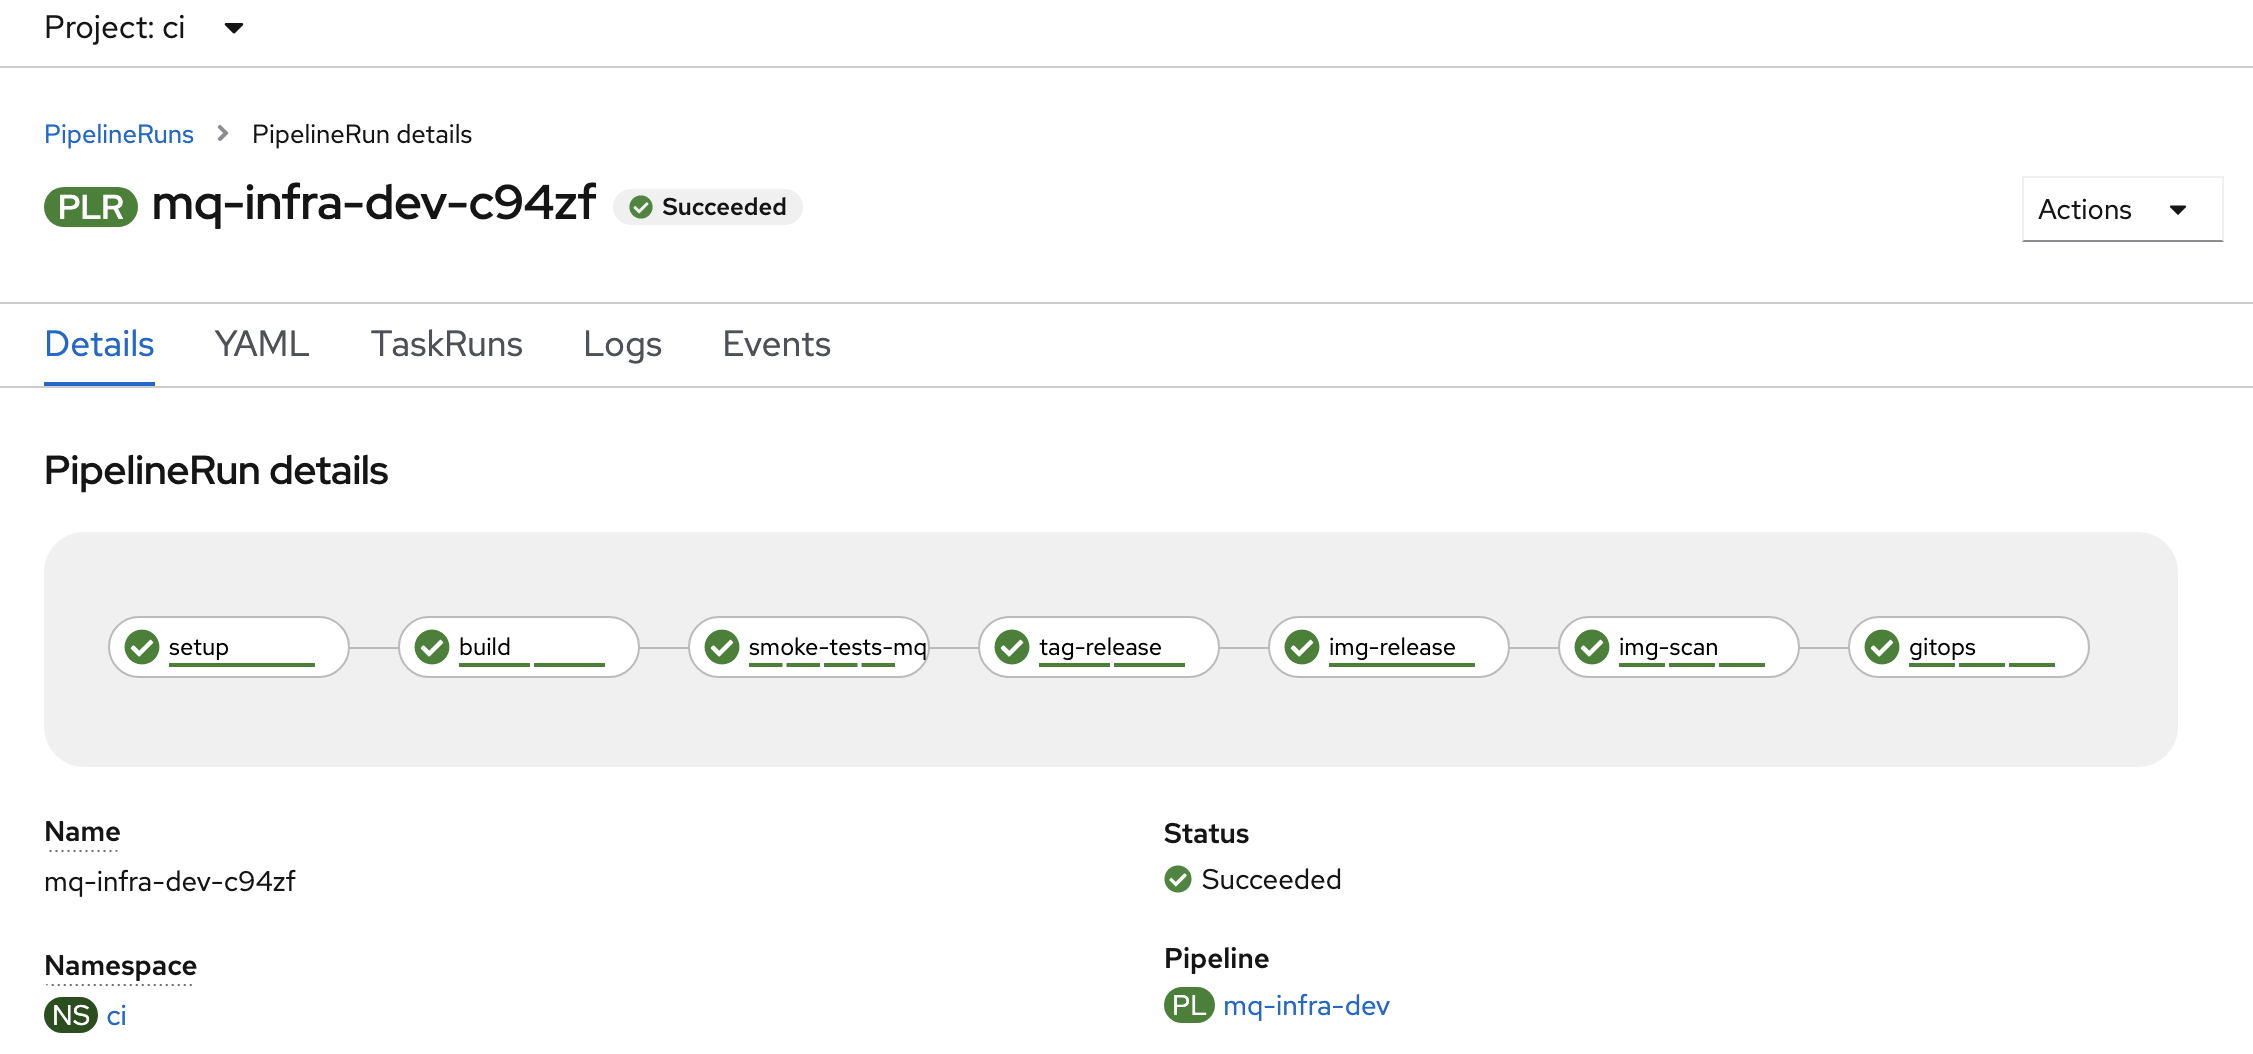 Project: ci
PipelineRuns > PipelineRun details
PLR mq-infra-dev-c94zf Succeeded
Actions
Details YAML TaskRuns Logs Events
PipelineRun details
setup build smoke-tests-mq tag-release img-release img-scan gitops
Name
mq-infra-dev-c94zf
Status
Succeeded
Namespace
NS ci
Pipeline
PL mq-infra-dev